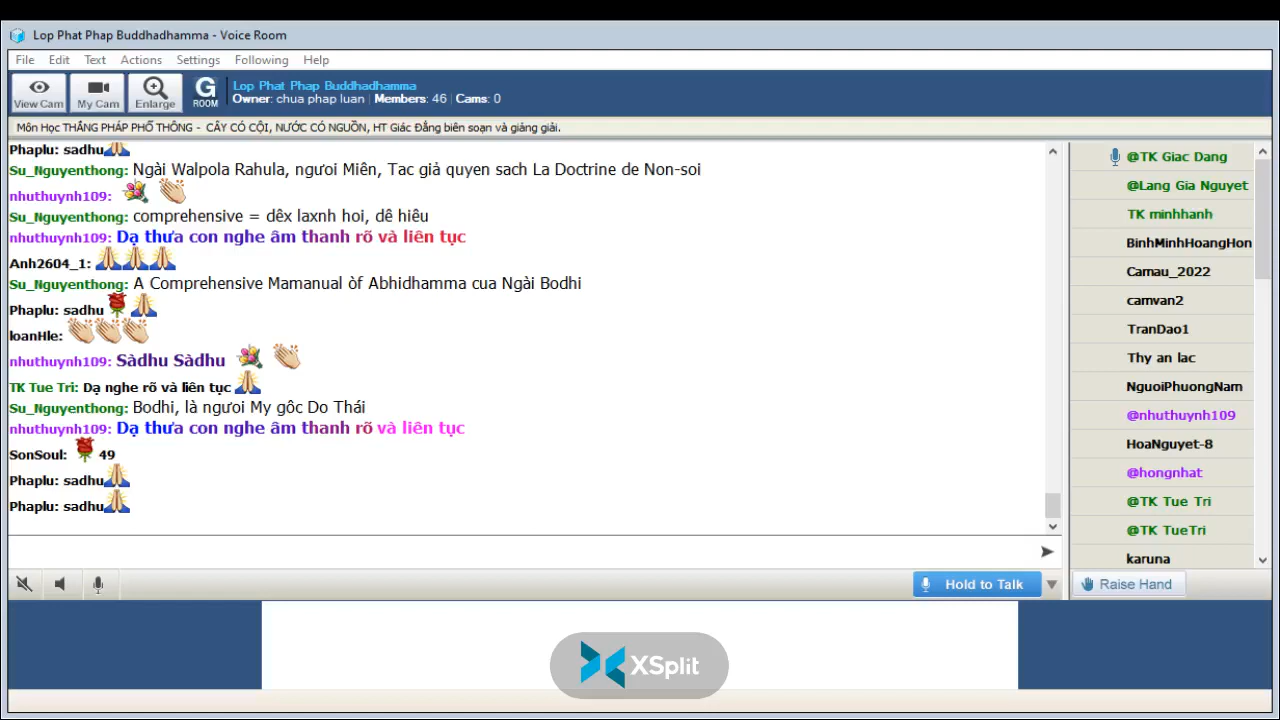 Lop Phat Phap Buddhadhamma - Voice Room
File Edit Text Actions Settings Following Help
View Cam My Cam Enlarge G ROOM
Lop Phat Phap Buddhadhamma
Owner: chua phap luan | Members: 46 | Cams: 0
Môn Học THẮNG PHÁP PHỔ THÔNG - CÂY CÓ CỘI, NƯỚC CÓ NGUỒN, HT Giác Đẳng biên soạn và giảng giải.
Phaplu: sadhu
Su_Nguyenthong: Ngài Walpola Rahula, ngươi Miên, Tac giả quyen sach La Doctrine de Non-soi
nhuthuynh109:
Su_Nguyenthong: comprehensive = dêx laxnh hoi, dê hiêu
nhuthuynh109: Dạ thưa con nghe âm thanh rõ và liên tục
Anh2604_1:
Su_Nguyenthong: A Comprehensive Mamanual òf Abhidhamma cua Ngài Bodhi
Phaplu: sadhu
loanHle:
nhuthuynh109: Sàdhu Sàdhu
TK Tue Tri: Dạ nghe rõ và liên tục
Su_Nguyenthong: Bodhi, là ngươi My gôc Do Thái
nhuthuynh109: Dạ thưa con nghe âm thanh rõ và liên tục
SonSoul: 49
Phaplu: sadhu
Phaplu: sadhu
@TK Giac Dang
@Lang Gia Nguyet
TK minhhanh
BinhMinhHoangHon
Camau_2022
camvan2
TranDao1
Thy an lac
NguoiPhuongNam
@nhuthuynh109
HoaNguyet-8
@hongnhat
@TK Tue Tri
@TK TueTri
karuna
Hold to Talk
Raise Hand
XSplit